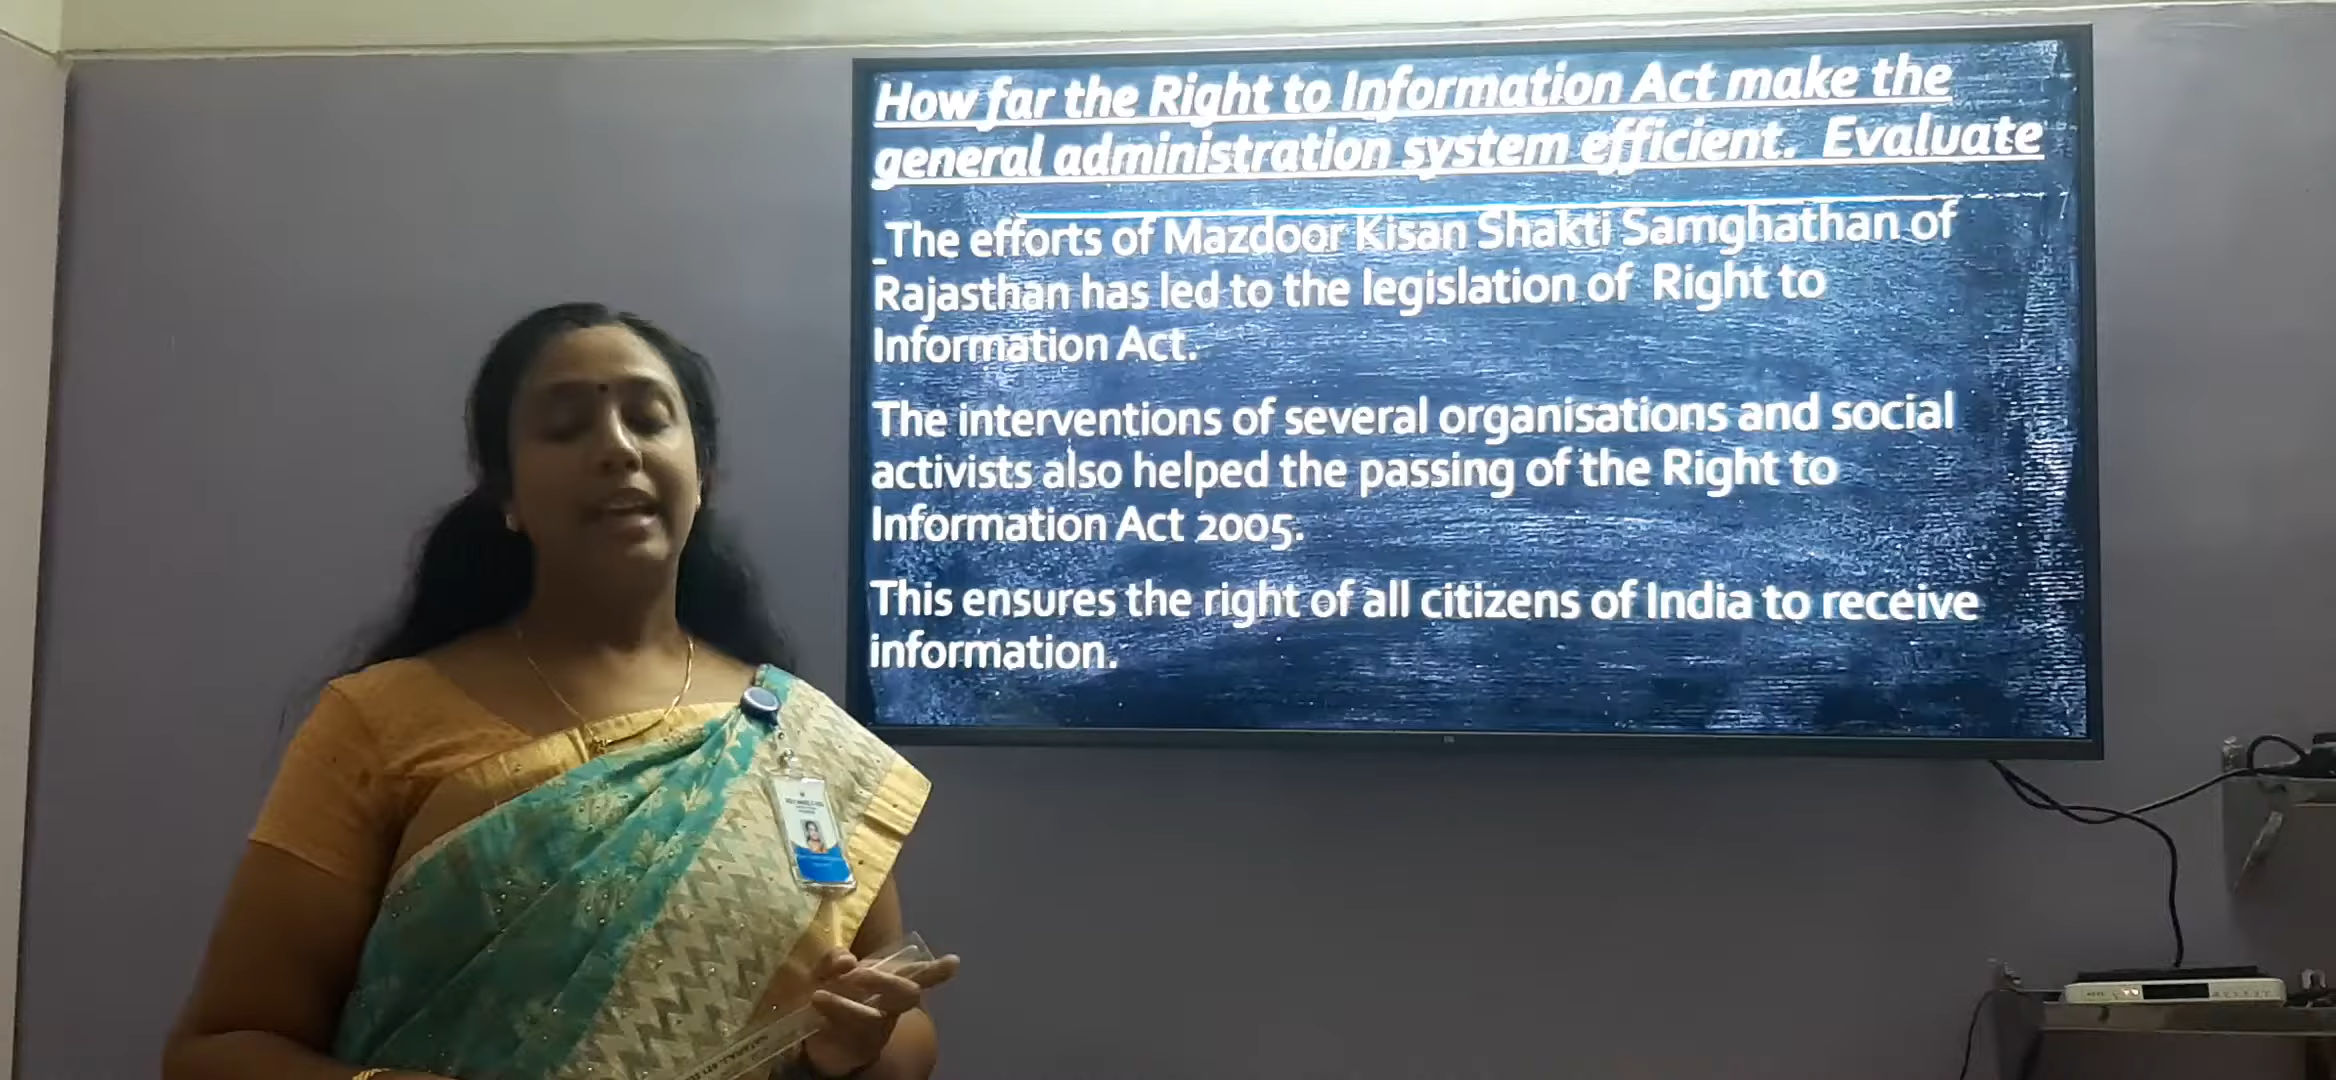 How far the Right to Information Act make the
general administration system efficient. Evaluate
The efforts of Mazdoor Kisan Shakti Samghathan of
Rajasthan has led to the legislation of Right to
Information Act.
The interventions of several organisations and social
activists also helped the passing of the Right to
Information Act 2005.
This ensures the right of all citizens of India to receive
information.